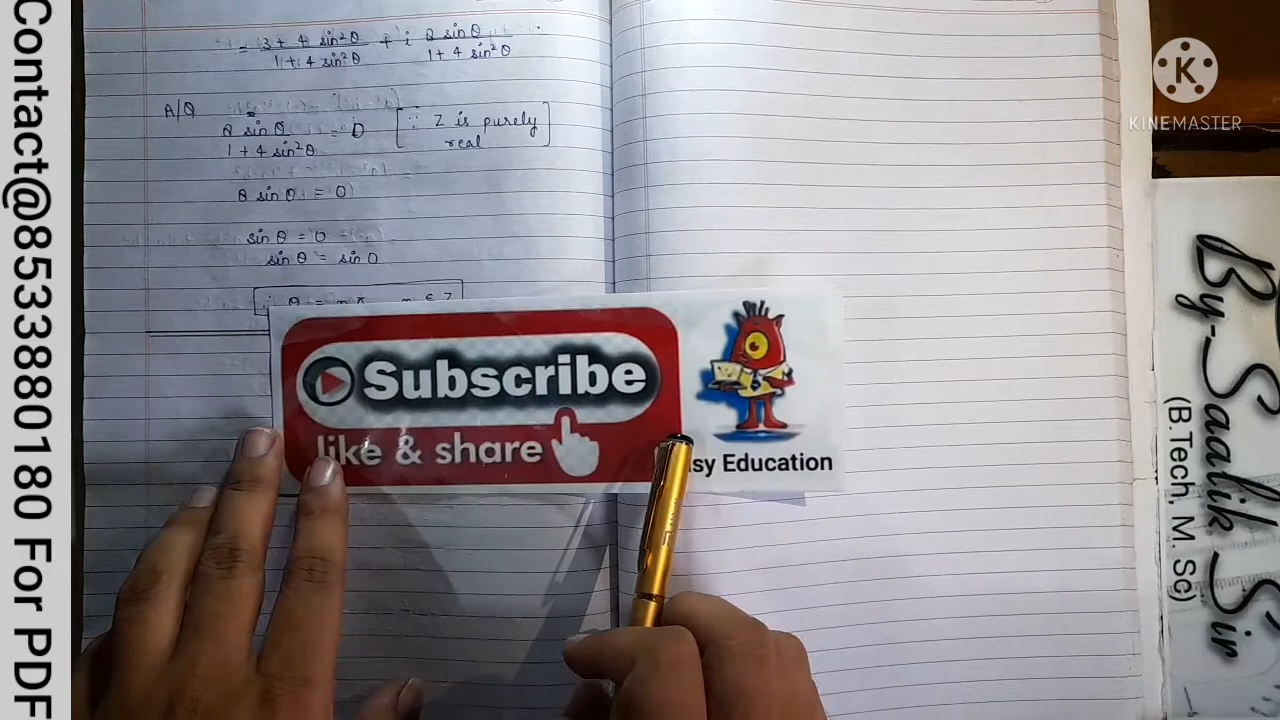 = 3 + 4 sin²θ / 1 + 4 sin²θ + i 8 sin θ / 1 + 4 sin²θ
A/Q
8 sin θ / 1 + 4 sin²θ = 0 [∵ Z is purely real]
8 sin θ = 0
sin θ = 0
sin θ = sin 0
∴ θ = nπ n ∈ Z
Subscribe
like & share
sy Education
Contact@8533880180 For PDF
KINEMASTER
By-Saalik Sir
(B.Tech, M. Sc)